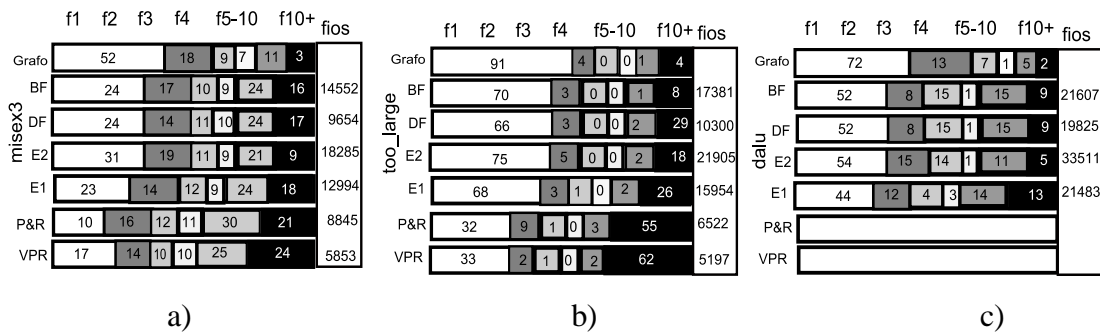 f1 f2 f3 f4 f5-10 f10+ fios
misex3
Grafo 52 18 9 7 11 3
BF 24 17 10 9 24 16 14552
DF 24 14 11 10 24 17 9654
E2 31 19 11 9 21 9 18285
E1 23 14 12 9 24 18 12994
P&R 10 16 12 11 30 21 8845
VPR 17 14 10 10 25 24 5853
a)
f1 f2 f3 f4 f5-10 f10+ fios
too_large
Grafo 91 4 0 0 1 4
BF 70 3 0 0 1 8 17381
DF 66 3 0 0 2 29 10300
E2 75 5 0 0 2 18 21905
E1 68 3 1 0 2 26 15954
P&R 32 9 1 0 3 55 6522
VPR 33 2 1 0 2 62 5197
b)
f1 f2 f3 f4 f5-10 f10+ fios
dalu
Grafo 72 13 7 1 5 2
BF 52 8 15 1 15 9 21607
DF 52 8 15 1 15 9 19825
E2 54 15 14 1 11 5 33511
E1 44 12 4 3 14 13 21483
P&R
VPR
c)